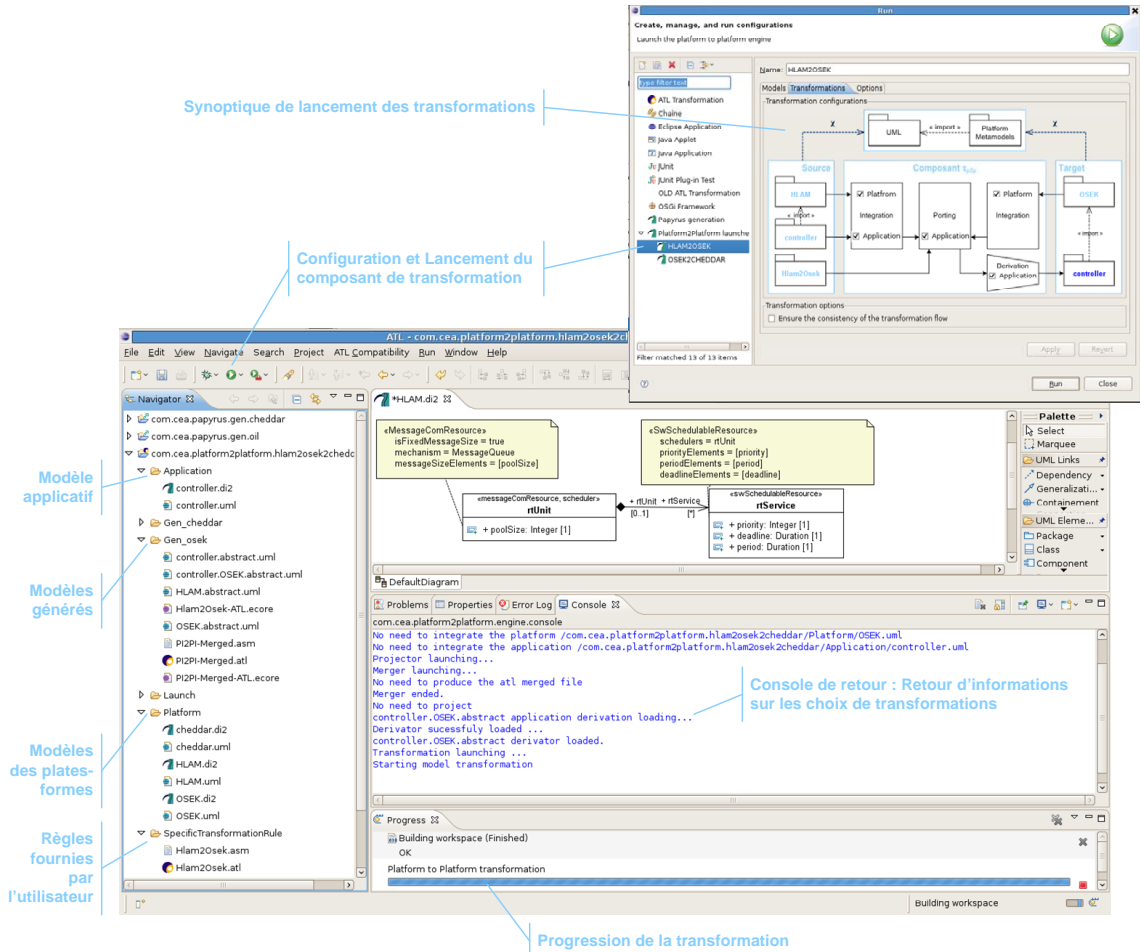 Run
Create, manage, and run configurations
Launch the platform to platform engine
type filter text
ATL Transformation
Chaine
Eclipse Application
Java Applet
Java Application
JUnit
JUnit Plug-in Test
OLD ATL Transformation
OSGi Framework
Papyrus generation
Platform2Platform launche
HLAM2OSEK
OSEK2CHEDDAR
Filter matched 13 of 13 items
Name: HLAM2OSEK
Models Transformations Options
Transformation configurations
χ
UML
« import »
Platform
Metamodels
χ
Source
HLAM
« import »
controller
Hlam2Osek
Composant τp2p
Platfrom
Integration
Application
Porting
Application
Platform
Integration
Derivation
Application
Target
OSEK
« import »
controller
Transformation options
Ensure the consistency of the transformation flow
Apply Revert
Run Close
Synoptique de lancement des transformations
Configuration et Lancement du
composant de transformation
ATL - com.cea.platform2platform.hlam2osek2ch
File Edit View Navigate Search Project ATL Compatibility Run Window Help
Navigator
com.cea.papyrus.gen.cheddar
com.cea.papyrus.gen.oil
com.cea.platform2platform.hlam2osek2chedc
Application
controller.di2
controller.uml
Gen_cheddar
Gen_osek
controller.abstract.uml
controller.OSEK.abstract.uml
HLAM.abstract.uml
Hlam2Osek-ATL.ecore
OSEK.abstract.uml
Pl2Pl-Merged.asm
Pl2Pl-Merged.atl
Pl2Pl-Merged-ATL.ecore
Launch
Platform
cheddar.di2
cheddar.uml
HLAM.di2
HLAM.uml
OSEK.di2
OSEK.uml
SpecificTransformationRule
Hlam2Osek.asm
Hlam2Osek.atl
Modèle
applicatif
Modèles
générés
Modèles
des plates-
formes
Règles
fournies
par
l'utilisateur
*HLAM.di2
«MessageComResource»
isFixedMessageSize = true
mechanism = MessageQueue
messageSizeElements = [poolSize]
«SwSchedulableResource»
schedulers = rtUnit
priorityElements = [priority]
periodElements = [period]
deadlineElements = [deadline]
«messageComResource, scheduler»
rtUnit
+ poolSize: Integer [1]
+ rtUnit + rtService
[0..1] [*]
«swSchedulableResource»
rtService
+ priority: Integer [1]
+ deadline: Duration [1]
+ period: Duration [1]
DefaultDiagram
Palette
Select
Marquee
UML Links
Dependency
Generalizati...
Containement
UML Eleme...
Package
Class
Component
Problems Properties Error Log Console
com.cea.platform2platform.engine.console
No need to integrate the platform /com.cea.platform2platform.hlam2osek2cheddar/Platform/OSEK.uml
No need to integrate the application /com.cea.platform2platform.hlam2osek2cheddar/Application/controller.uml
Projector launching...
Merger launching...
No need to produce the atl merged file
Merger ended.
No need to project
controller.OSEK.abstract application derivation loading...
Derivator sucessfuly loaded ...
controller.OSEK.abstract derivator loaded.
Transformation launching ...
Starting model transformation
Console de retour : Retour d'informations
sur les choix de transformations
Progress
Building workspace (Finished)
OK
Platform to Platform transformation
Building workspace
Progression de la transformation